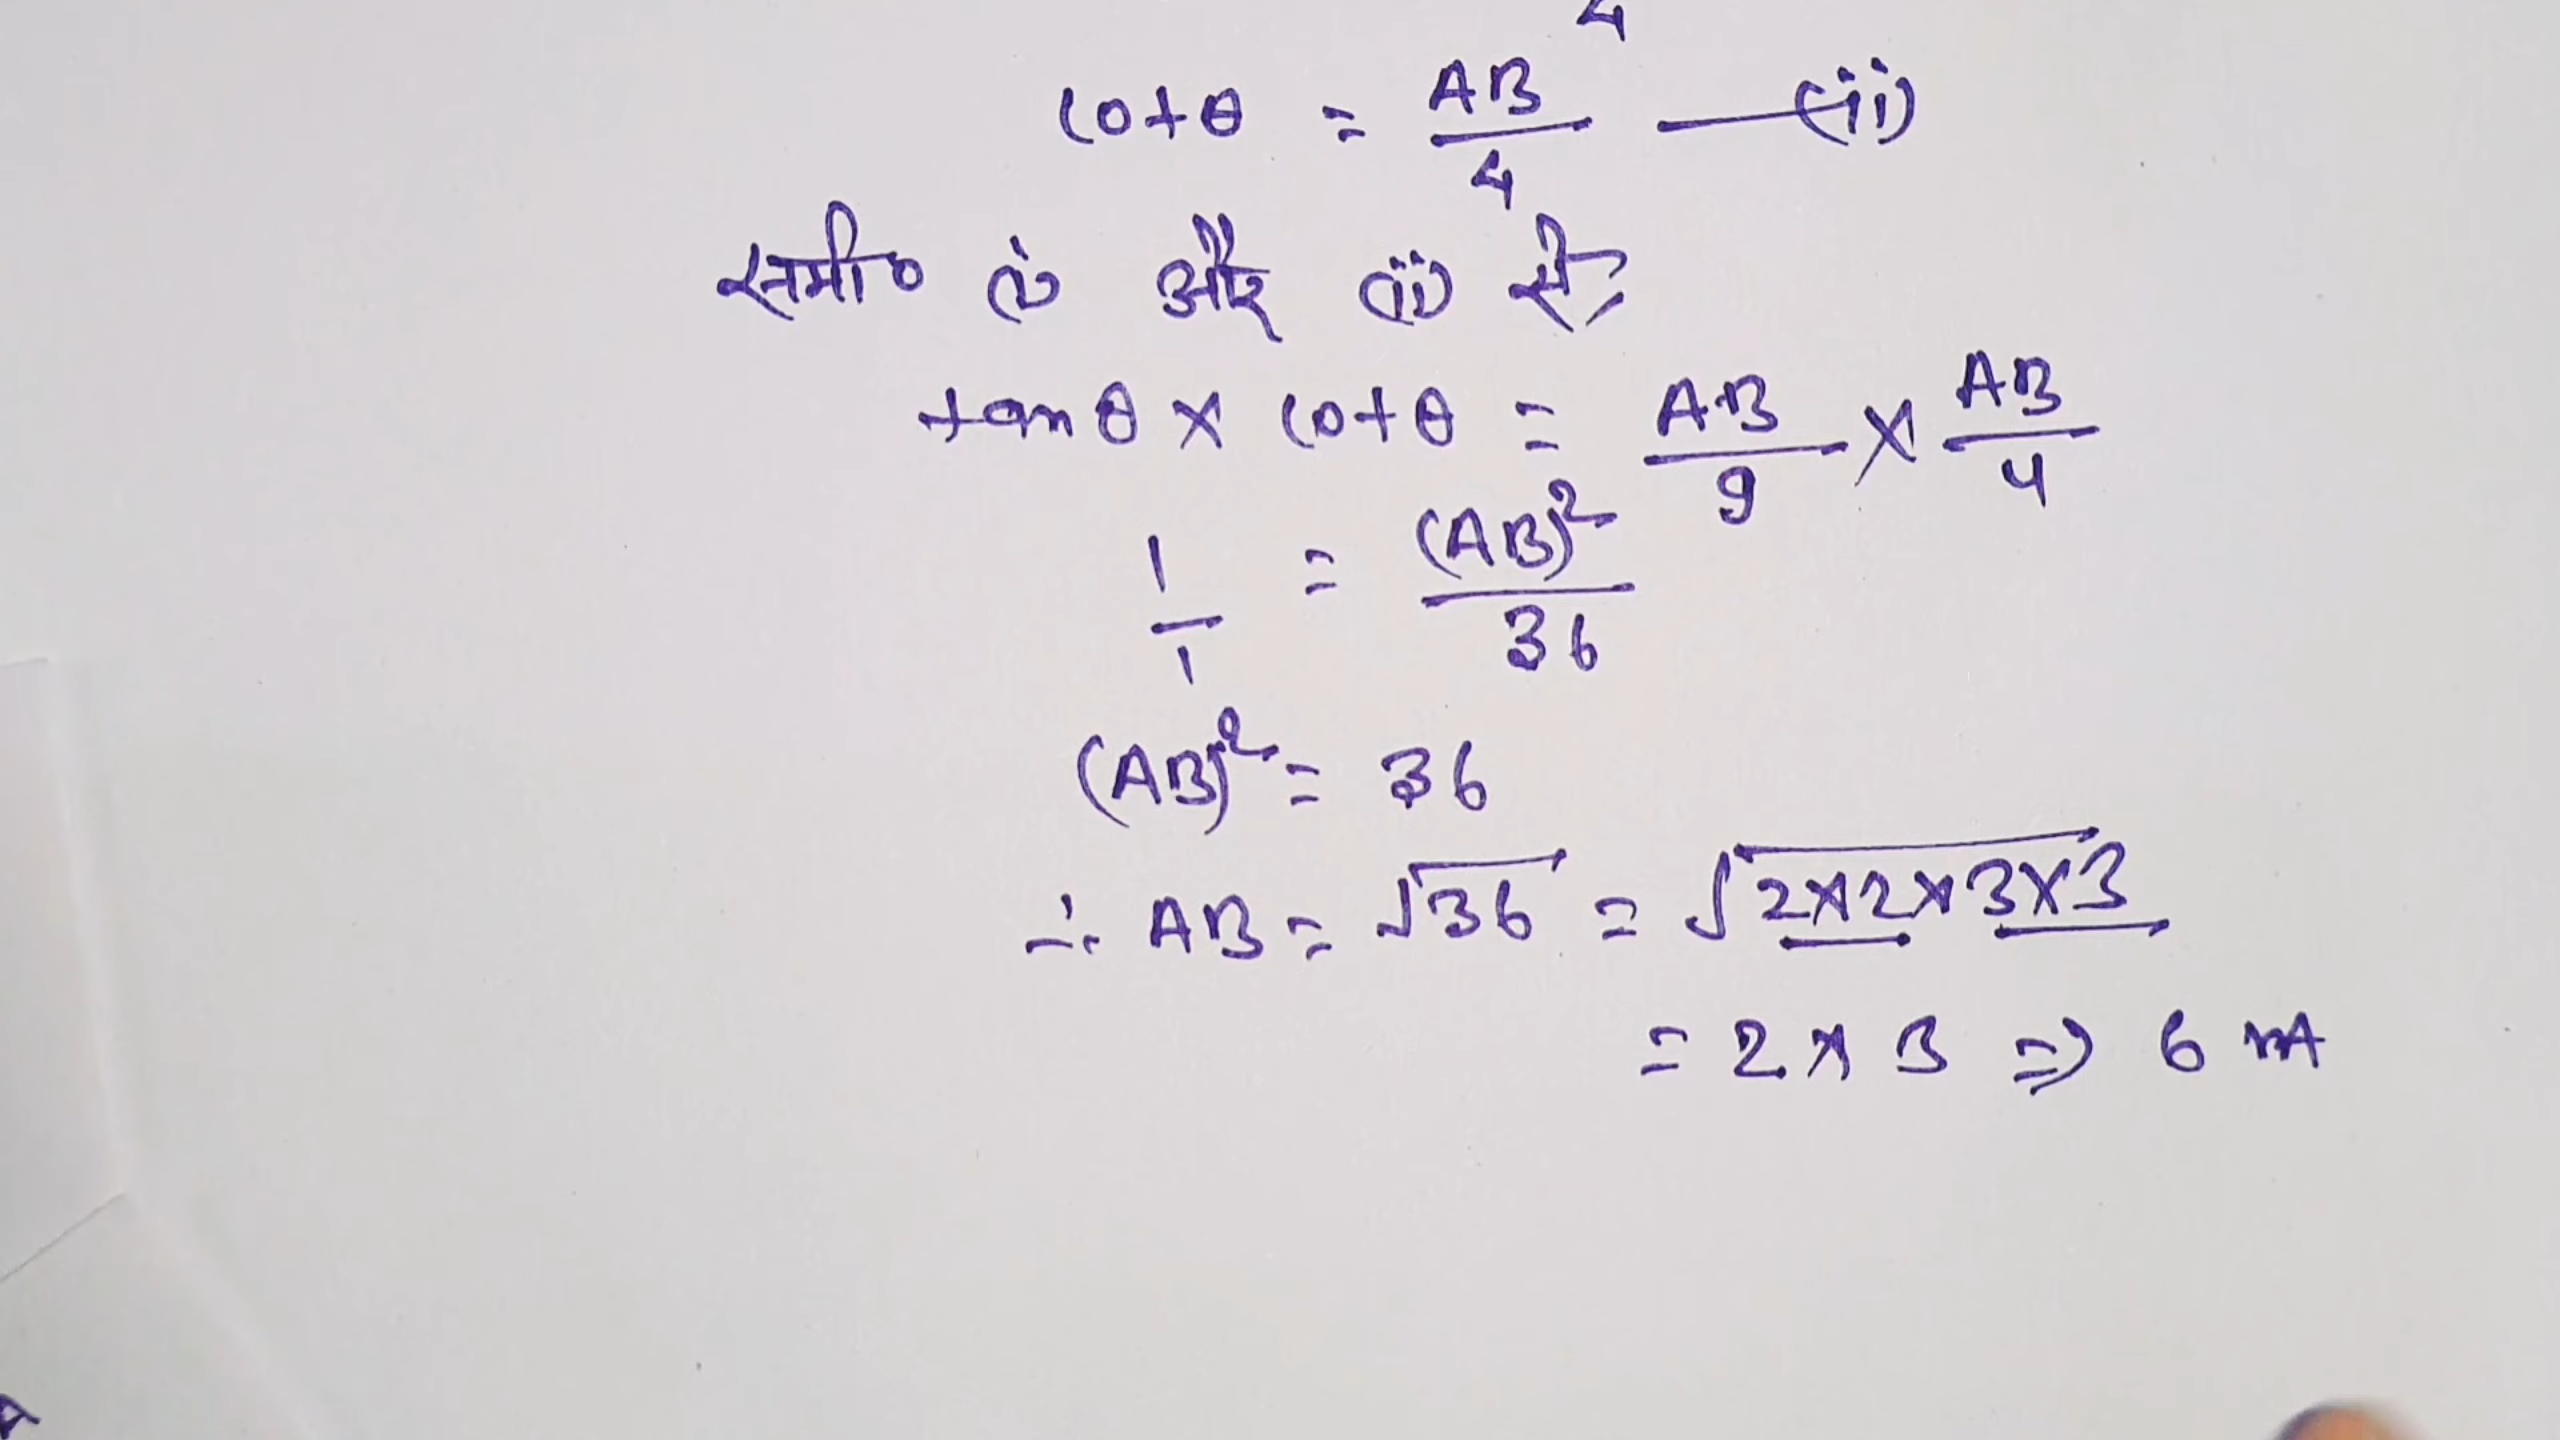 4
cotθ = AB/4 —(ii)
समी० (i) और (ii) से,
tanθ × cotθ = AB/9 × AB/4
1/1 = (AB)²/36
(AB)² = 36
∴ AB = √36 = √2×2×3×3
= 2 × 3 ⇒ 6 m